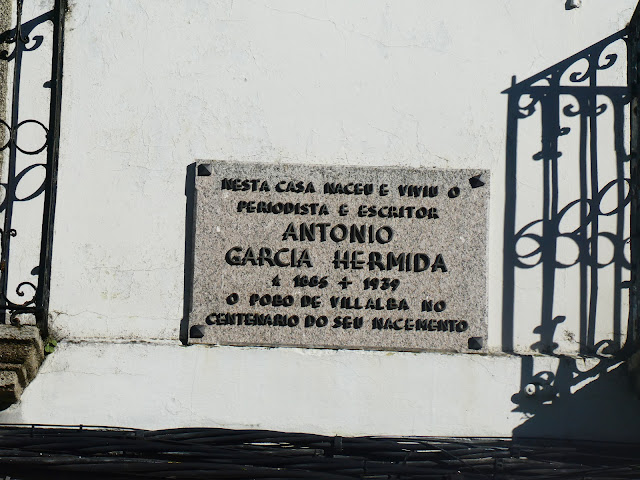 NESTA CASA NACEU E VIVIU O
PERIODISTA E ESCRITOR
ANTONIO
GARCIA HERMIDA
* 1885 + 1939
O POBO DE VILLALBA NO
CENTENARIO DO SEU NACEMENTO